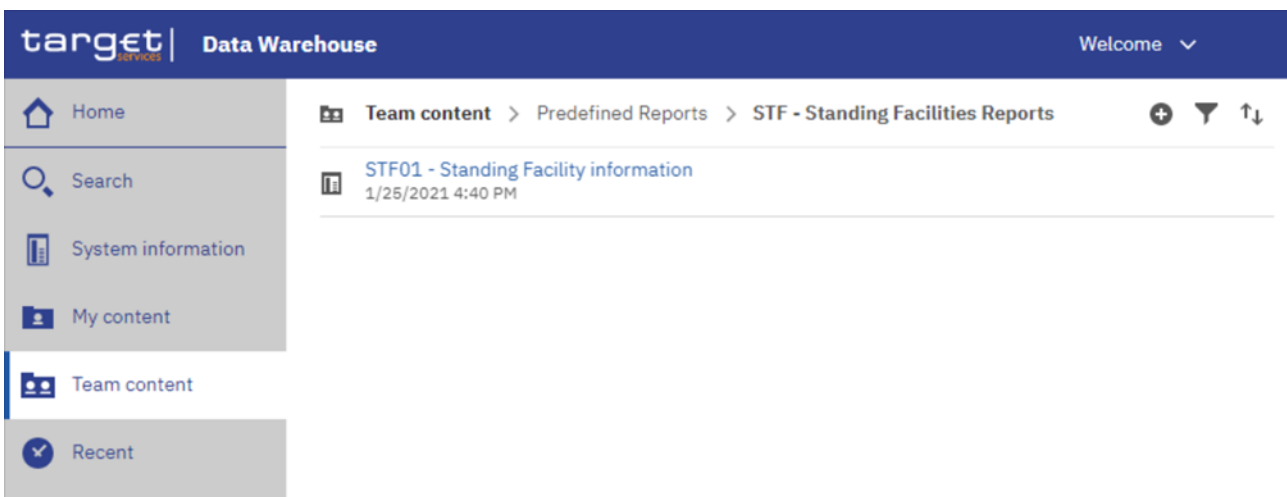 target services | Data Warehouse Welcome
Home
Team content > Predefined Reports > STF - Standing Facilities Reports
Search
STF01 - Standing Facility information
1/25/2021 4:40 PM
System information
My content
Team content
Recent